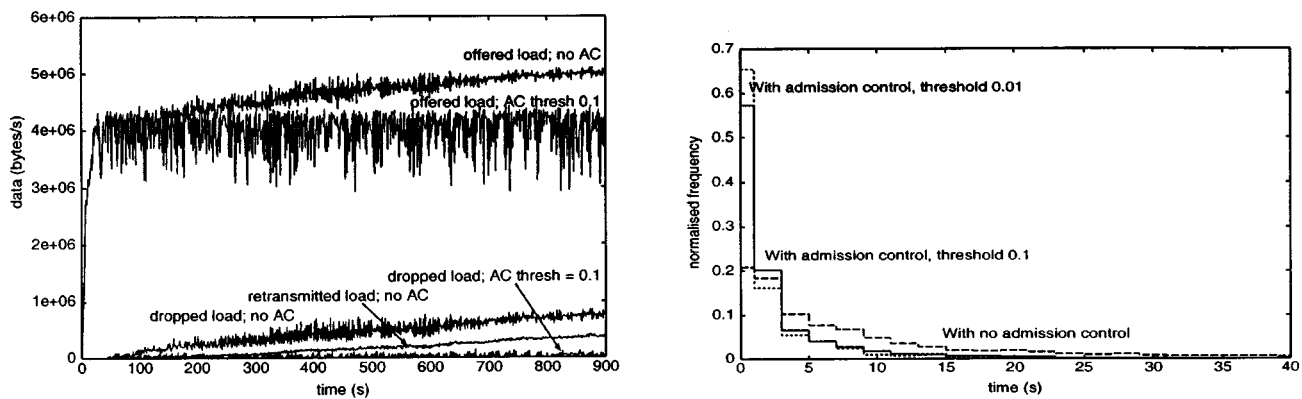 6e+06
5e+06
4e+06
3e+06
2e+06
1e+06
0
data (bytes/s)
offered load; no AC
offered load; AC thresh 0.1
dropped load; AC thresh = 0.1
retransmitted load; no AC
dropped load; no AC
0 100 200 300 400 500 600 700 800 900
time (s)
0.7
0.6
0.5
0.4
0.3
0.2
0.1
0
normalised frequency
With admission control, threshold 0.01
With admission control, threshold 0.1
With no admission control
0 5 10 15 20 25 30 35 40
time (s)